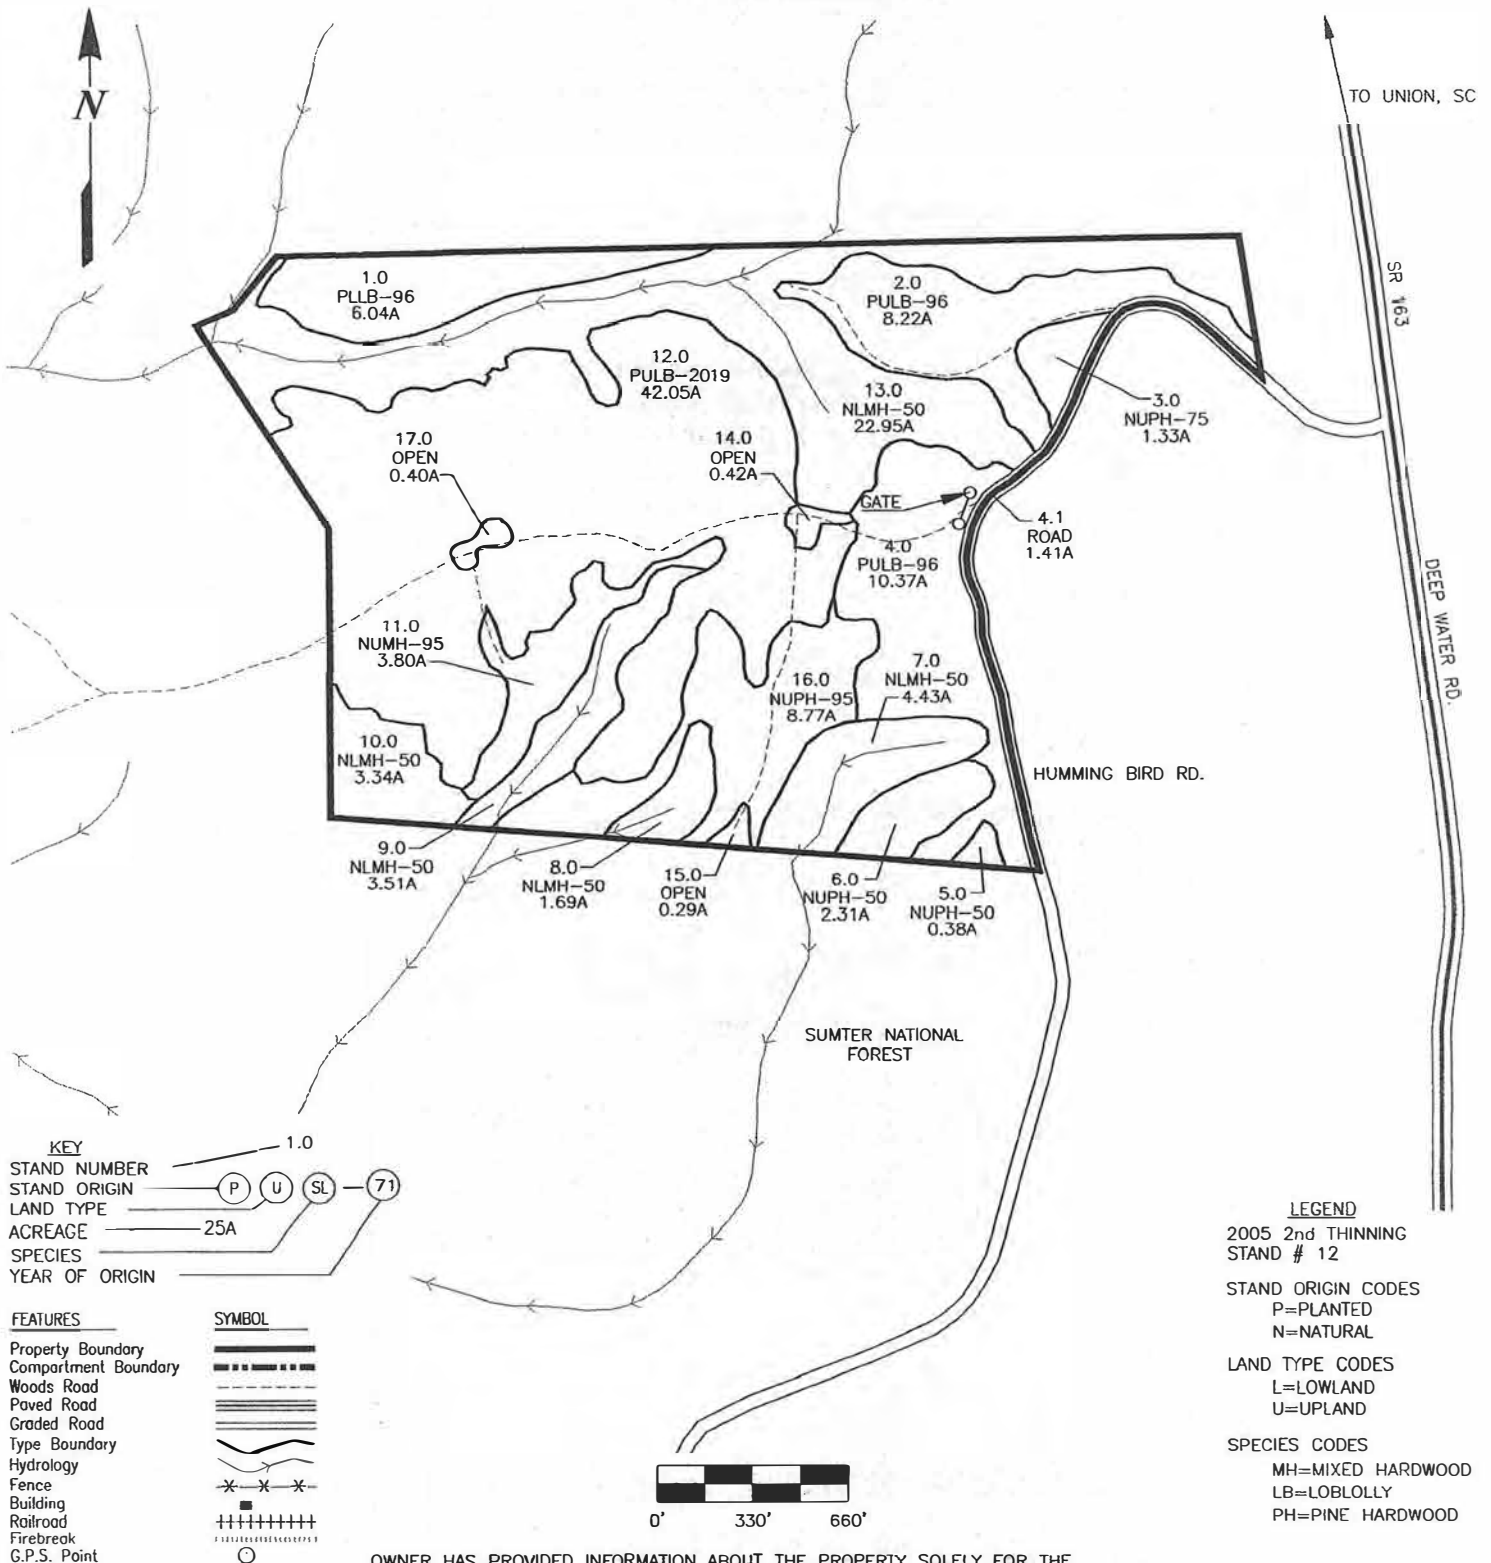 N
TO UNION, SC
SR 163
DEEP WATER RD.
1.0
PLLB-96
6.04A
2.0
PULB-96
8.22A
12.0
PULB-2019
42.05A
13.0
NLMH-50
22.95A
3.0
NUPH-75
1.33A
17.0
OPEN
0.40A
14.0
OPEN
0.42A
GATE
4.1
ROAD
1.41A
4.0
PULB-96
10.37A
11.0
NUMH-95
3.80A
16.0
NUPH-95
8.77A
7.0
NLMH-50
4.43A
10.0
NLMH-50
3.34A
HUMMING BIRD RD.
9.0
NLMH-50
3.51A
8.0
NLMH-50
1.69A
15.0
OPEN
0.29A
6.0
NUPH-50
2.31A
5.0
NUPH-50
0.38A
SUMTER NATIONAL
FOREST
KEY
STAND NUMBER 1.0
STAND ORIGIN P U SL - 71
LAND TYPE
ACREAGE 25A
SPECIES
YEAR OF ORIGIN
FEATURES SYMBOL
Property Boundary
Compartment Boundary
Woods Road
Paved Road
Graded Road
Type Boundary
Hydrology
Fence
Building
Railroad
Firebreak
G.P.S. Point
0' 330' 660'
LEGEND
2005 2nd THINNING
STAND # 12
STAND ORIGIN CODES
P=PLANTED
N=NATURAL
LAND TYPE CODES
L=LOWLAND
U=UPLAND
SPECIES CODES
MH=MIXED HARDWOOD
LB=LOBLOLLY
PH=PINE HARDWOOD
OWNER HAS PROVIDED INFORMATION ABOUT THE PROPERTY SOLELY FOR THE